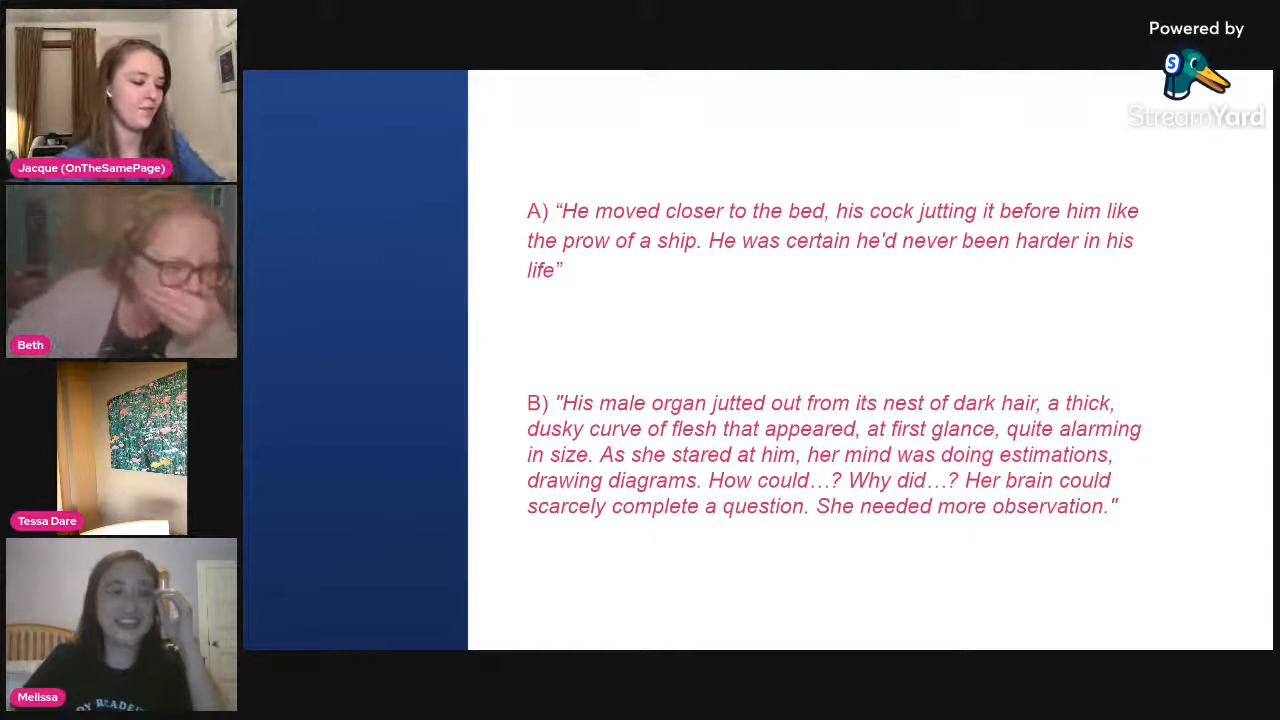 Powered by
S
StreamYard
Jacque (OnTheSamePage)
A) “He moved closer to the bed, his cock jutting it before him like
the prow of a ship. He was certain he'd never been harder in his
life”
Beth
B) "His male organ jutted out from its nest of dark hair, a thick,
dusky curve of flesh that appeared, at first glance, quite alarming
in size. As she stared at him, her mind was doing estimations,
drawing diagrams. How could…? Why did…? Her brain could
scarcely complete a question. She needed more observation."
Tessa Dare
Melissa